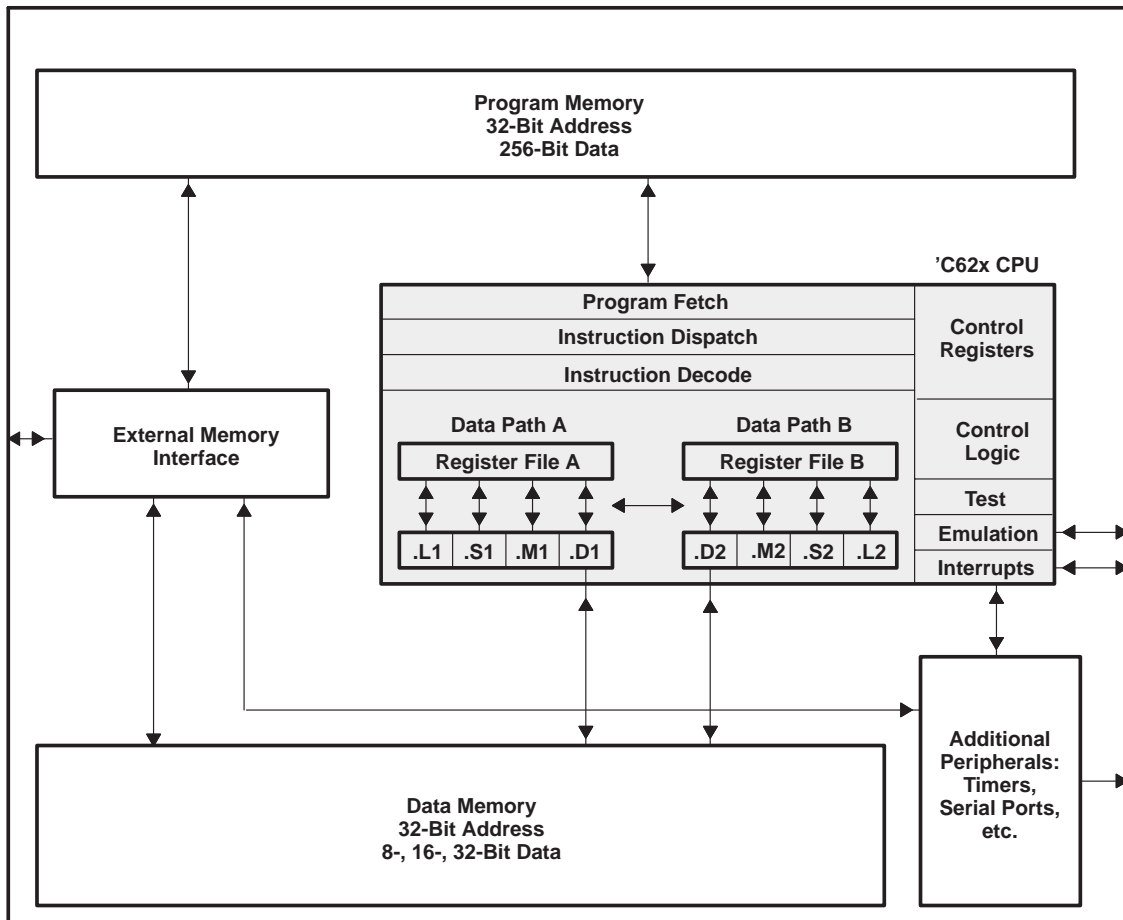 Program Memory
32-Bit Address
256-Bit Data
'C62x CPU
Program Fetch
Instruction Dispatch
Instruction Decode
Control
Registers
Data Path A
Data Path B
Register File A
Register File B
Control
Logic
External Memory
Interface
Test
.L1 .S1 .M1 .D1
.D2 .M2 .S2 .L2
Emulation
Interrupts
Additional
Peripherals:
Timers,
Serial Ports,
etc.
Data Memory
32-Bit Address
8-, 16-, 32-Bit Data